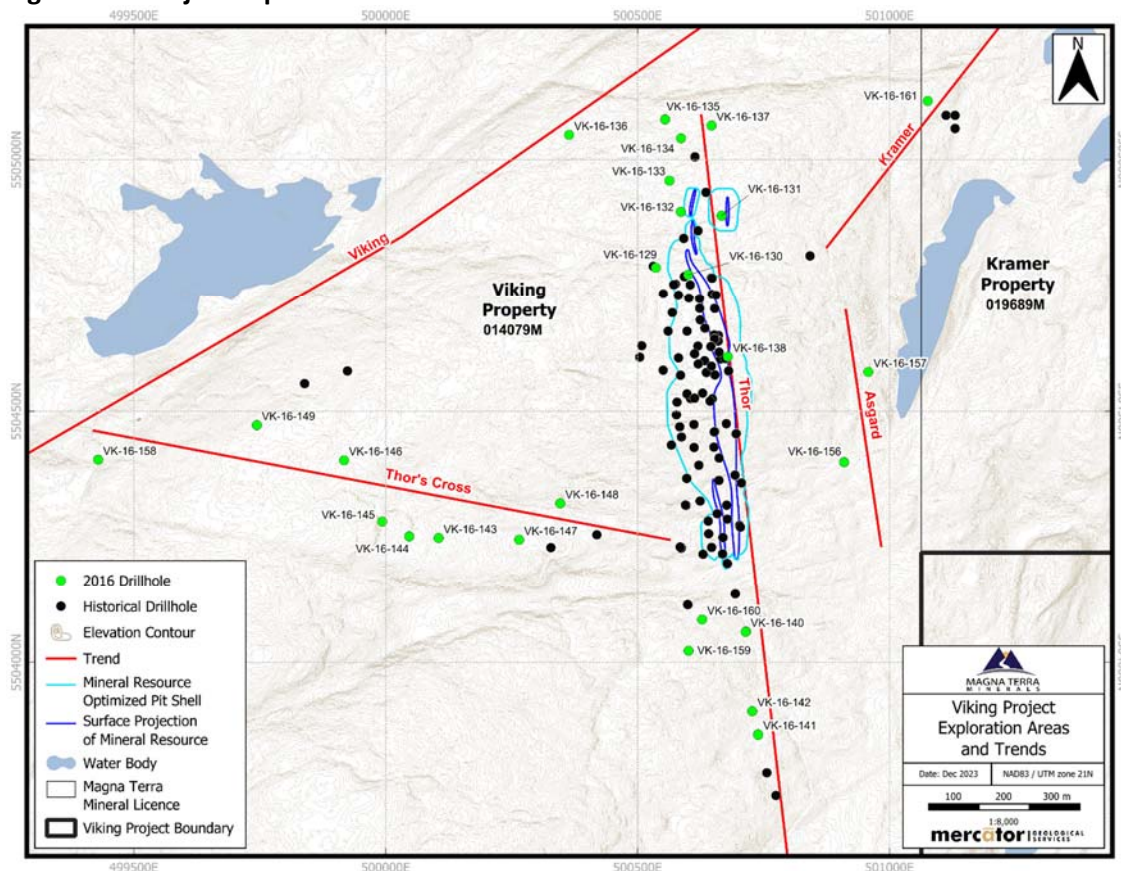 499500E
500000E
500500E
501000E
N
VK-16-161
VK-16-135
VK-16-137
VK-16-136
VK-16-134
5505000N
Kramer
VK-16-133
VK-16-131
VK-16-132
Viking
VK-16-129
VK-16-130
Viking
Property
014079M
Kramer
Property
019689M
VK-16-138
VK-16-157
Thor
Asgard
5504500N
VK-16-149
VK-16-158
VK-16-146
VK-16-156
Thor's Cross
VK-16-148
VK-16-145
VK-16-143
VK-16-147
VK-16-144
2016 Drillhole
Historical Drillhole
Elevation Contour
Trend
Mineral Resource
Optimized Pit Shell
Surface Projection
of Mineral Resource
Water Body
Magna Terra
Mineral Licence
Viking Project Boundary
VK-16-160
VK-16-140
VK-16-159
5504000N
VK-16-142
VK-16-141
MAGNA TERRA
MINERALS
Viking Project
Exploration Areas
and Trends
Date: Dec 2023
NAD83 / UTM zone 21N
100 200 300 m
1:8,000
mercator GEOLOGICAL
SERVICES
499500E
500000E
500500E
501000E